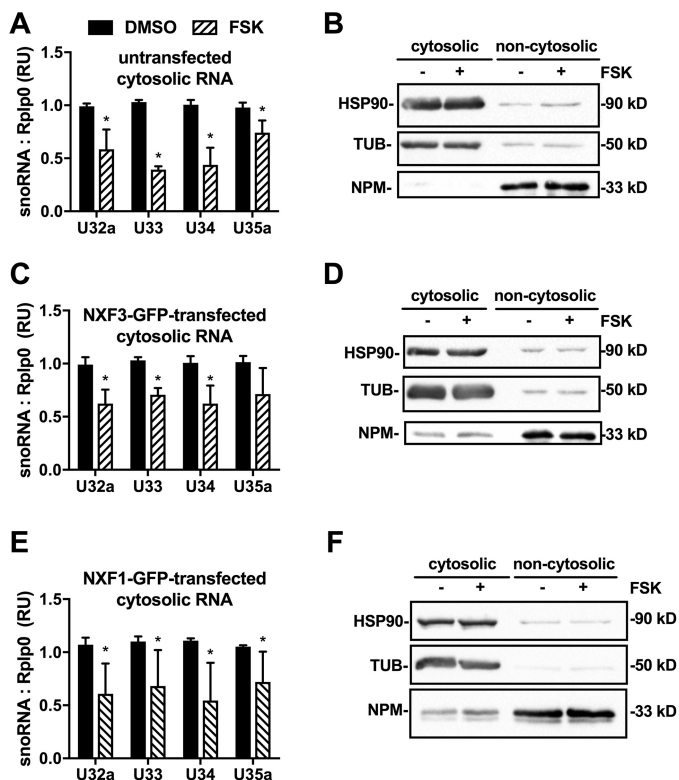 A
DMSO FSK
untransfected
cytosolic RNA
snoRNA : Rplp0 (RU)
1.5
1.0
0.5
0.0
* * * *
U32a U33 U34 U35a
B
cytosolic non-cytosolic
- + - + FSK
HSP90- -90 kD
TUB- -50 kD
NPM- -33 kD
C
NXF3-GFP-transfected
cytosolic RNA
snoRNA : Rplp0 (RU)
1.5
1.0
0.5
0.0
* * *
U32a U33 U34 U35a
D
cytosolic non-cytosolic
- + - + FSK
HSP90- -90 kD
TUB- -50 kD
NPM- -33 kD
E
NXF1-GFP-transfected
cytosolic RNA
snoRNA : Rplp0 (RU)
1.5
1.0
0.5
0.0
* * * *
U32a U33 U34 U35a
F
cytosolic non-cytosolic
- + - + FSK
HSP90- -90 kD
TUB- -50 kD
NPM- -33 kD